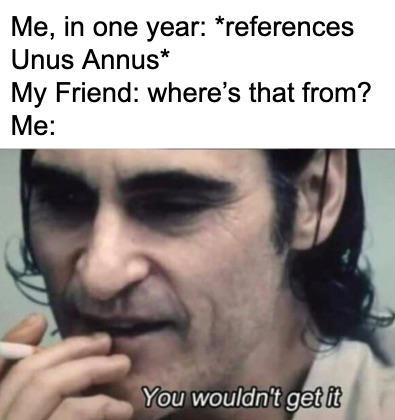 Me, in one year: *references
Unus Annus*
My Friend: where’s that from?
Me:
You wouldn't get it